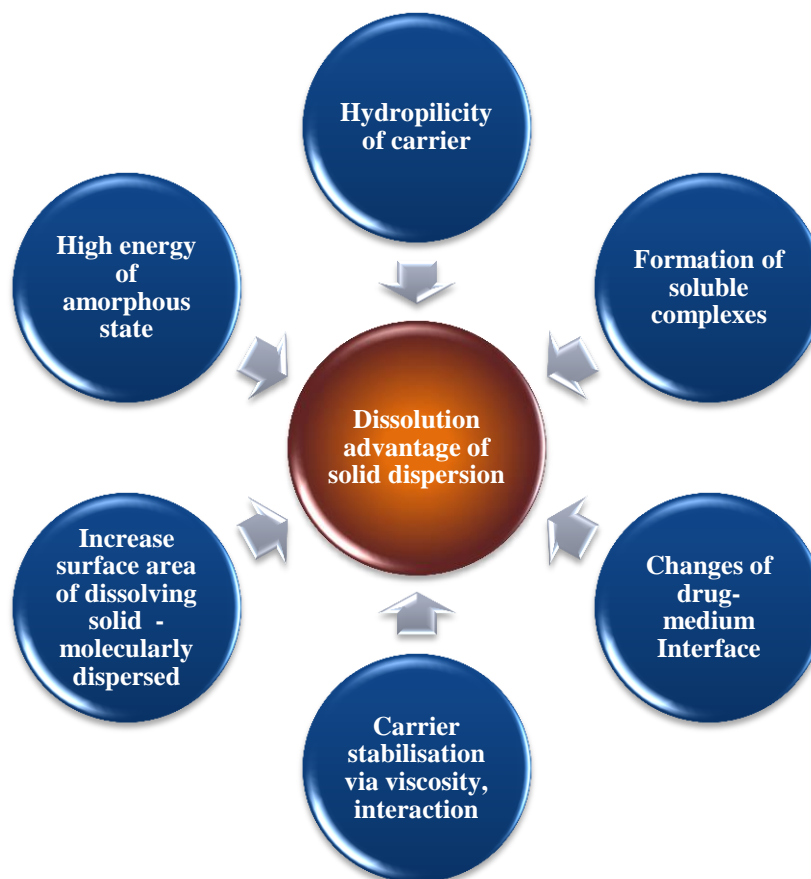 Hydropilicity
of carrier
High energy
of
amorphous
state
Formation of
soluble
complexes
Dissolution
advantage of
solid dispersion
Increase
surface area
of dissolving
solid -
molecularly
dispersed
Changes of
drug-
medium
Interface
Carrier
stabilisation
via viscosity,
interaction